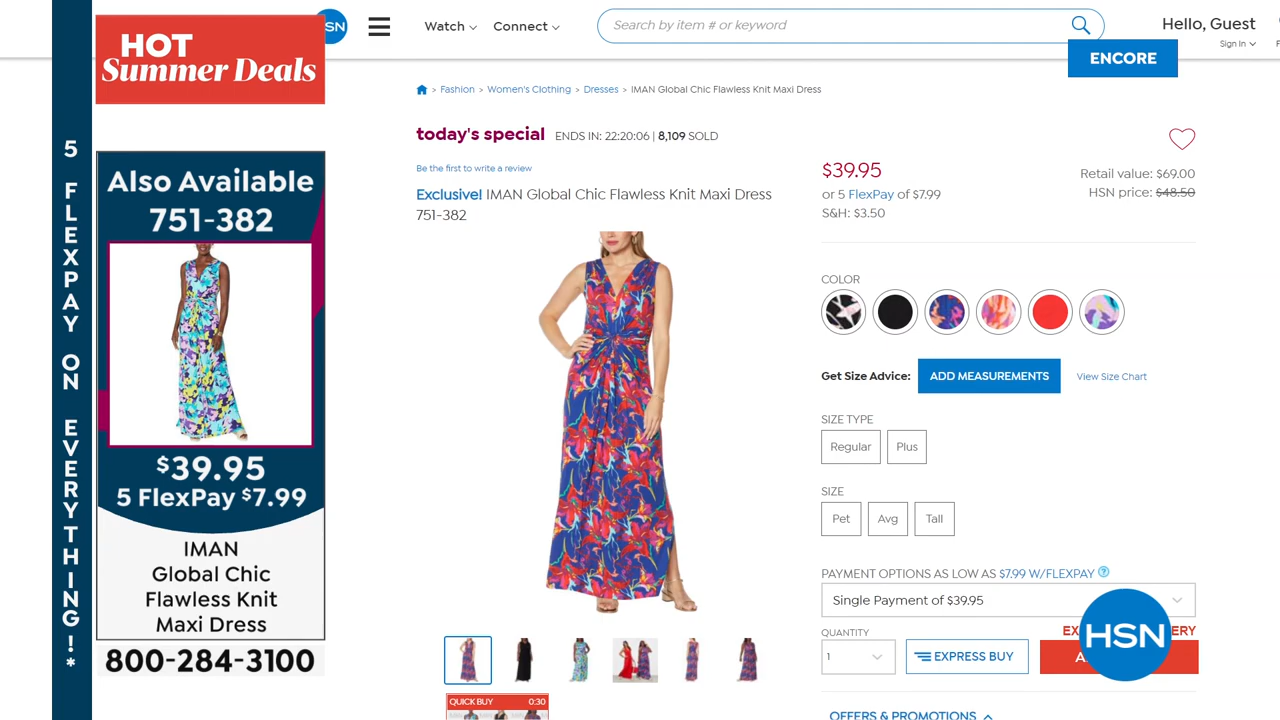 HOT
Summer Deals
5 FLEXPAY ON EVERYTHING!*
Also Available
751-382
$39.95
5 FlexPay $7.99
IMAN
Global Chic
Flawless Knit
Maxi Dress
800-284-3100
SN
Watch
Connect
Search by item # or keyword
Hello, Guest
Sign In
ENCORE
> Fashion > Women's Clothing > Dresses > IMAN Global Chic Flawless Knit Maxi Dress
today's special ENDS IN: 22:20:06 | 8,109 SOLD
Be the first to write a review
Exclusive! IMAN Global Chic Flawless Knit Maxi Dress
751-382
$39.95
or 5 FlexPay of $7.99
S&H: $3.50
Retail value: $69.00
HSN price: $48.50
COLOR
Get Size Advice:
ADD MEASUREMENTS
View Size Chart
SIZE TYPE
Regular
Plus
SIZE
Pet
Avg
Tall
PAYMENT OPTIONS AS LOW AS $7.99 W/FLEXPAY ?
Single Payment of $39.95
QUANTITY
1
EXPRESS BUY
HSN
QUICK BUY 0:30
OFFERS & PROMOTIONS